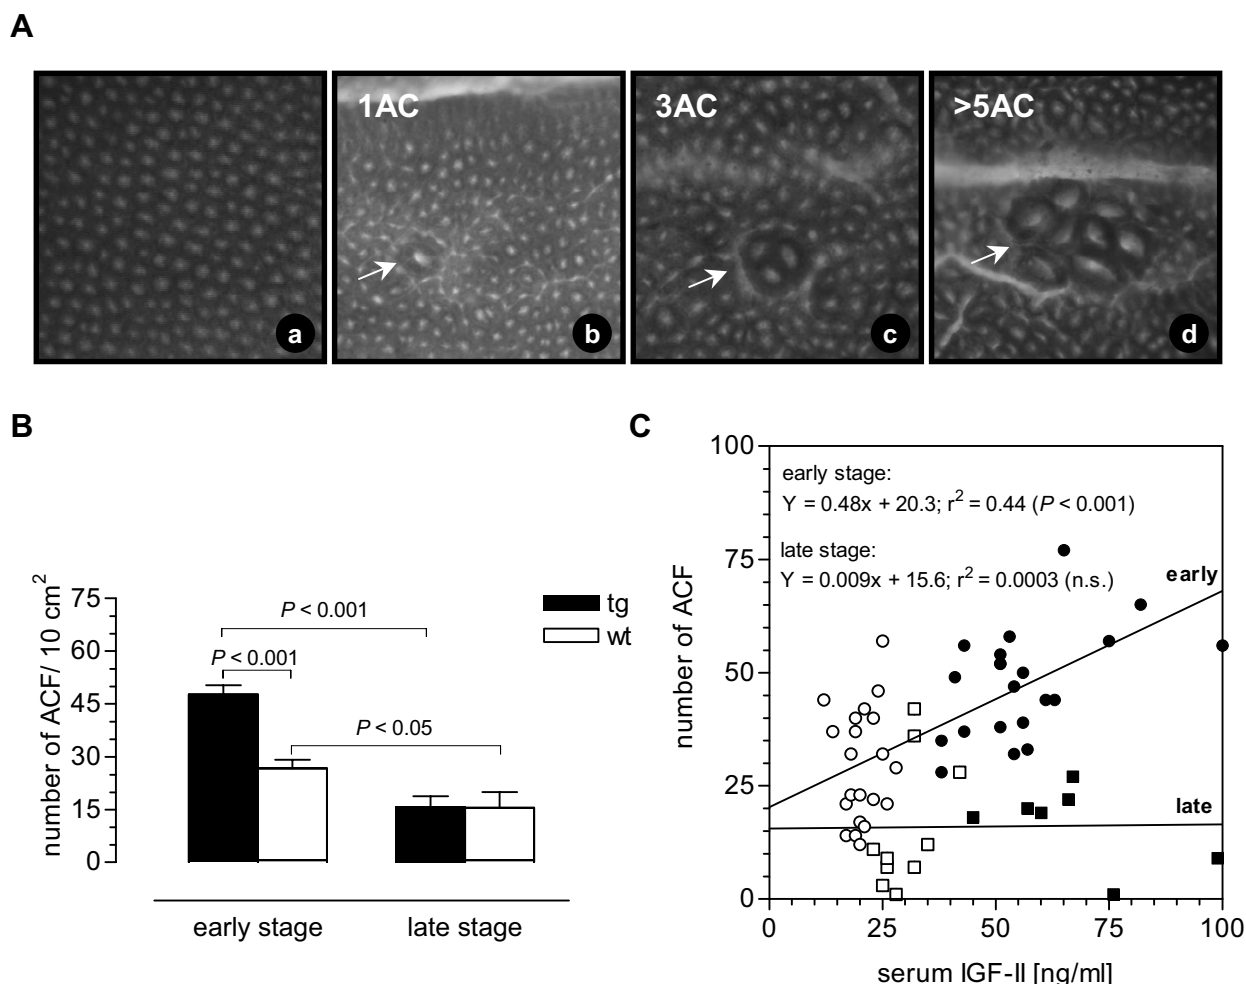 A
1AC
3AC
>5AC
a
b
c
d
B
number of ACF/ 10 cm²
75
60
45
30
15
0
P < 0.001
P < 0.001
P < 0.05
tg
wt
early stage
late stage
C
number of ACF
100
75
50
25
0
early stage:
Y = 0.48x + 20.3; r² = 0.44 (P < 0.001)
late stage:
Y = 0.009x + 15.6; r² = 0.0003 (n.s.)
early
late
0
25
50
75
100
serum IGF-II [ng/ml]